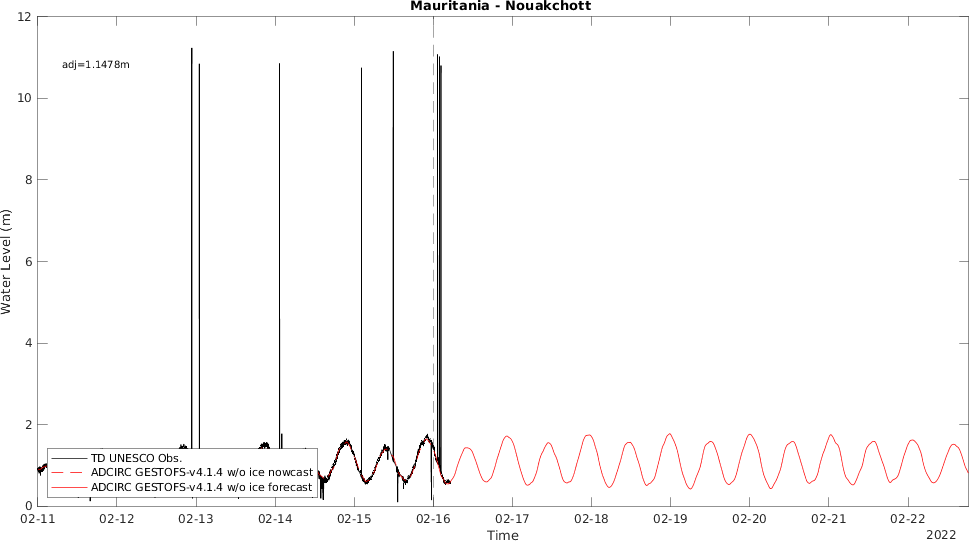 Mauritania - Nouakchott
12
10
8
6
4
2
0
Water Level (m)
adj=1.1478m
TD UNESCO Obs.
ADCIRC GESTOFS-v4.1.4 w/o ice nowcast
ADCIRC GESTOFS-v4.1.4 w/o ice forecast
02-11 02-12 02-13 02-14 02-15 02-16 02-17 02-18 02-19 02-20 02-21 02-22
Time
2022